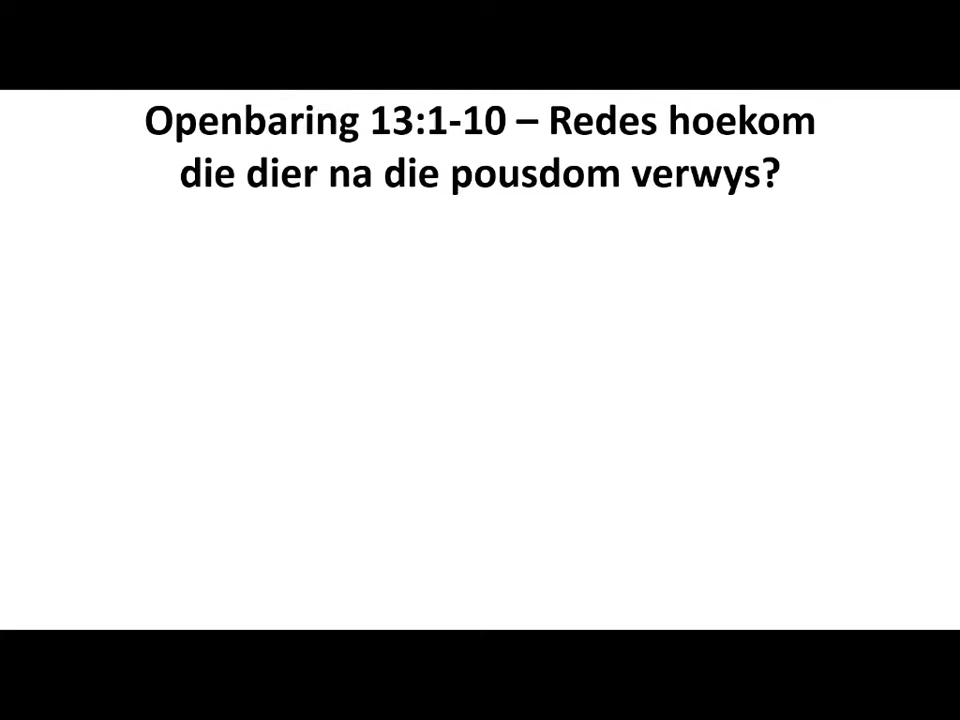 Openbaring 13:1-10 – Redes hoekom
die dier na die pousdom verwys?